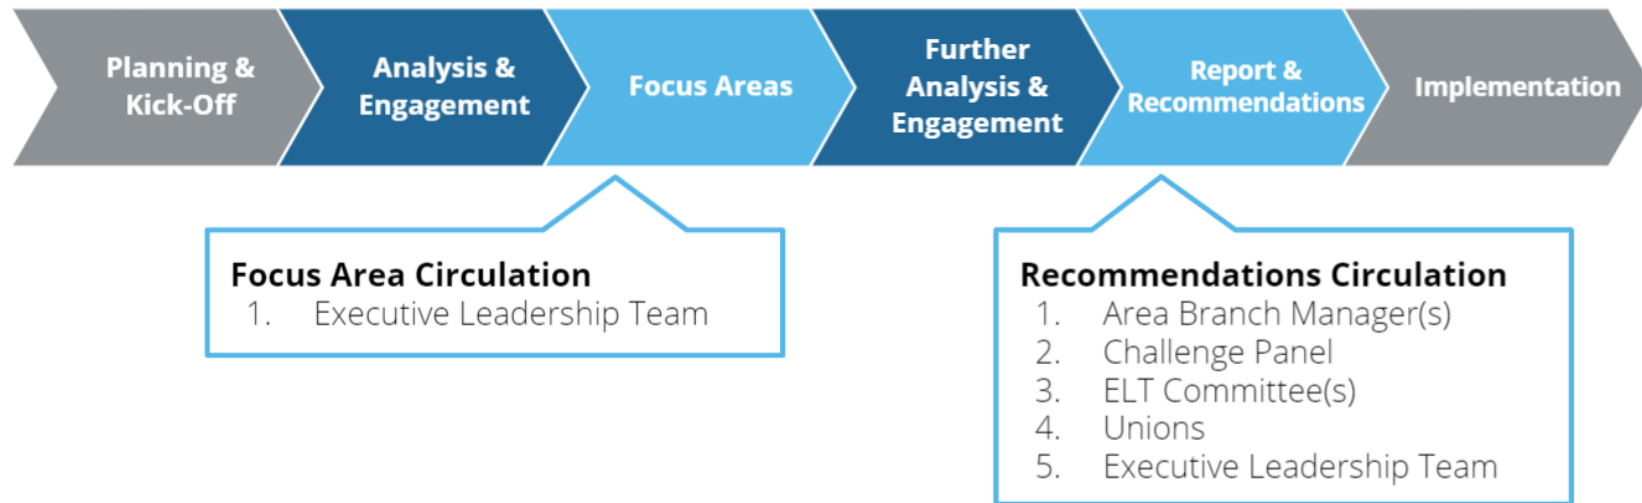 Planning &
Kick-Off
Analysis &
Engagement
Focus Areas
Further
Analysis &
Engagement
Report &
Recommendations
Implementation
Focus Area Circulation
1. Executive Leadership Team
Recommendations Circulation
1. Area Branch Manager(s)
2. Challenge Panel
3. ELT Committee(s)
4. Unions
5. Executive Leadership Team